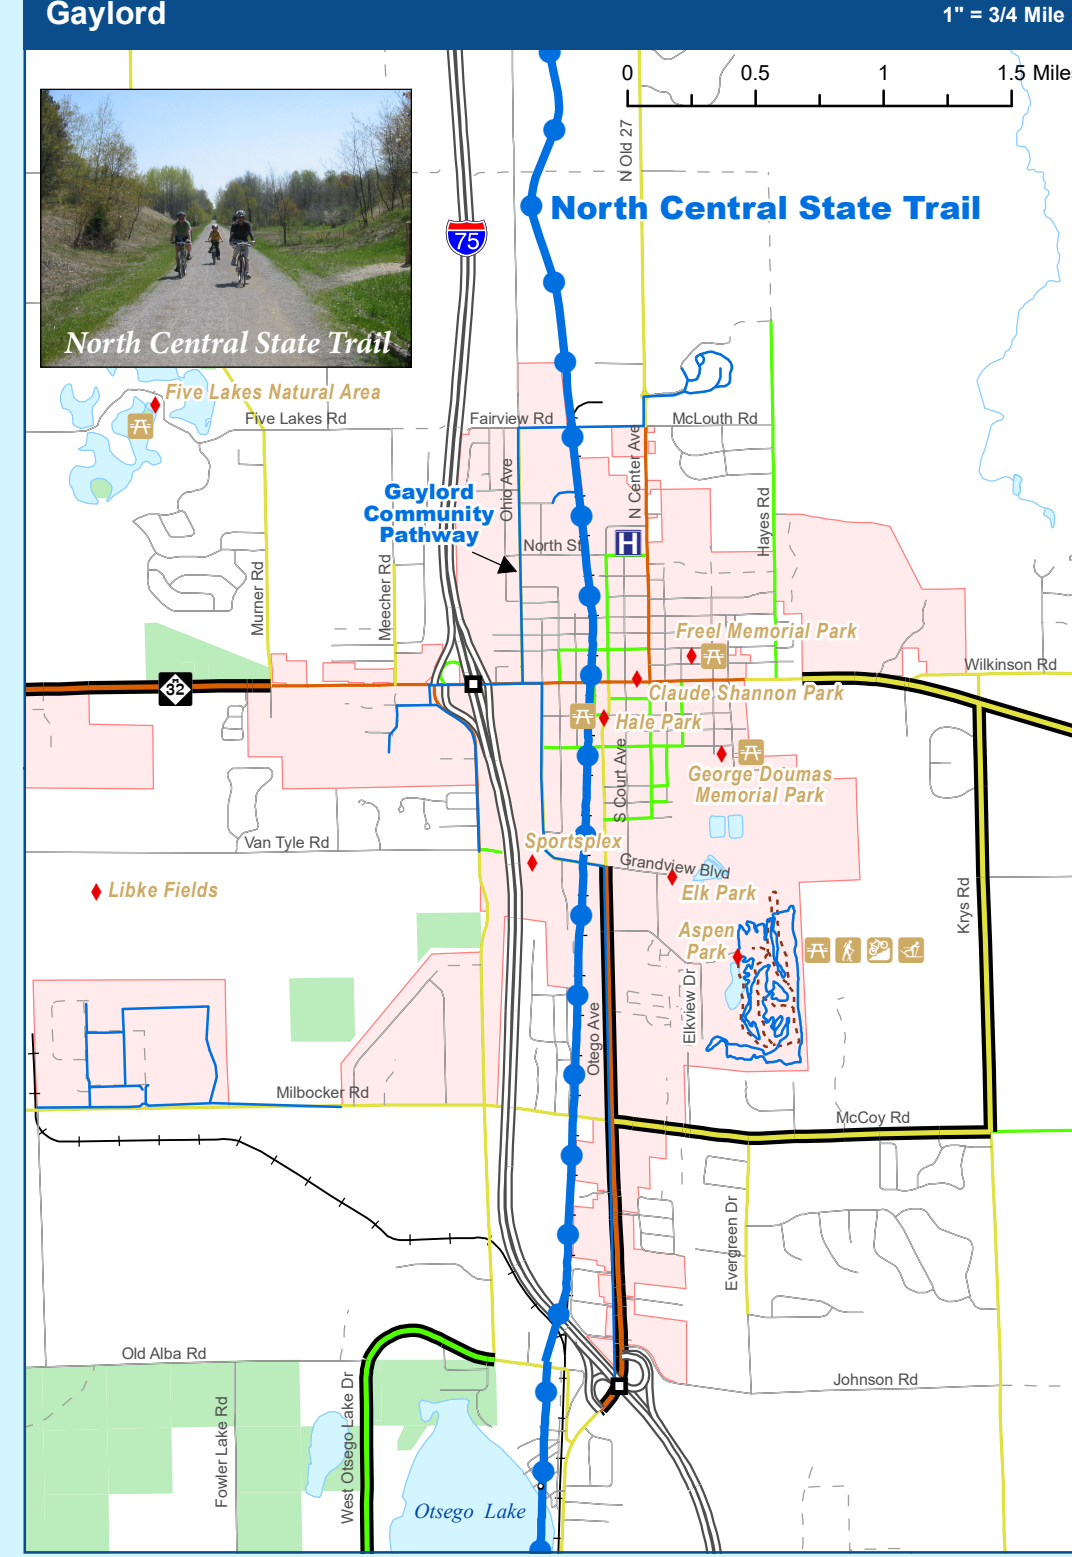 Gaylord
1" = 3/4 Mile
0 0.5 1 1.5 Miles
N Old 27
North Central State Trail
75
North Central State Trail
Five Lakes Natural Area
Five Lakes Rd
Fairview Rd
McLouth Rd
N Center Ave
Ohio Ave
Hayes Rd
Gaylord
Community
Pathway
North St
H
Murner Rd
Meecher Rd
Freel Memorial Park
Wilkinson Rd
M
32
Claude Shannon Park
Hale Park
S Court Ave
George Doumas
Memorial Park
Van Tyle Rd
Sportsplex
Grandview Blvd
Libke Fields
Elk Park
Krys Rd
Aspen
Park
Elkview Dr
Otego Ave
Milbocker Rd
McCoy Rd
Evergreen Dr
Old Alba Rd
Johnson Rd
Fowler Lake Rd
West Otsego Lake Dr
Otsego Lake